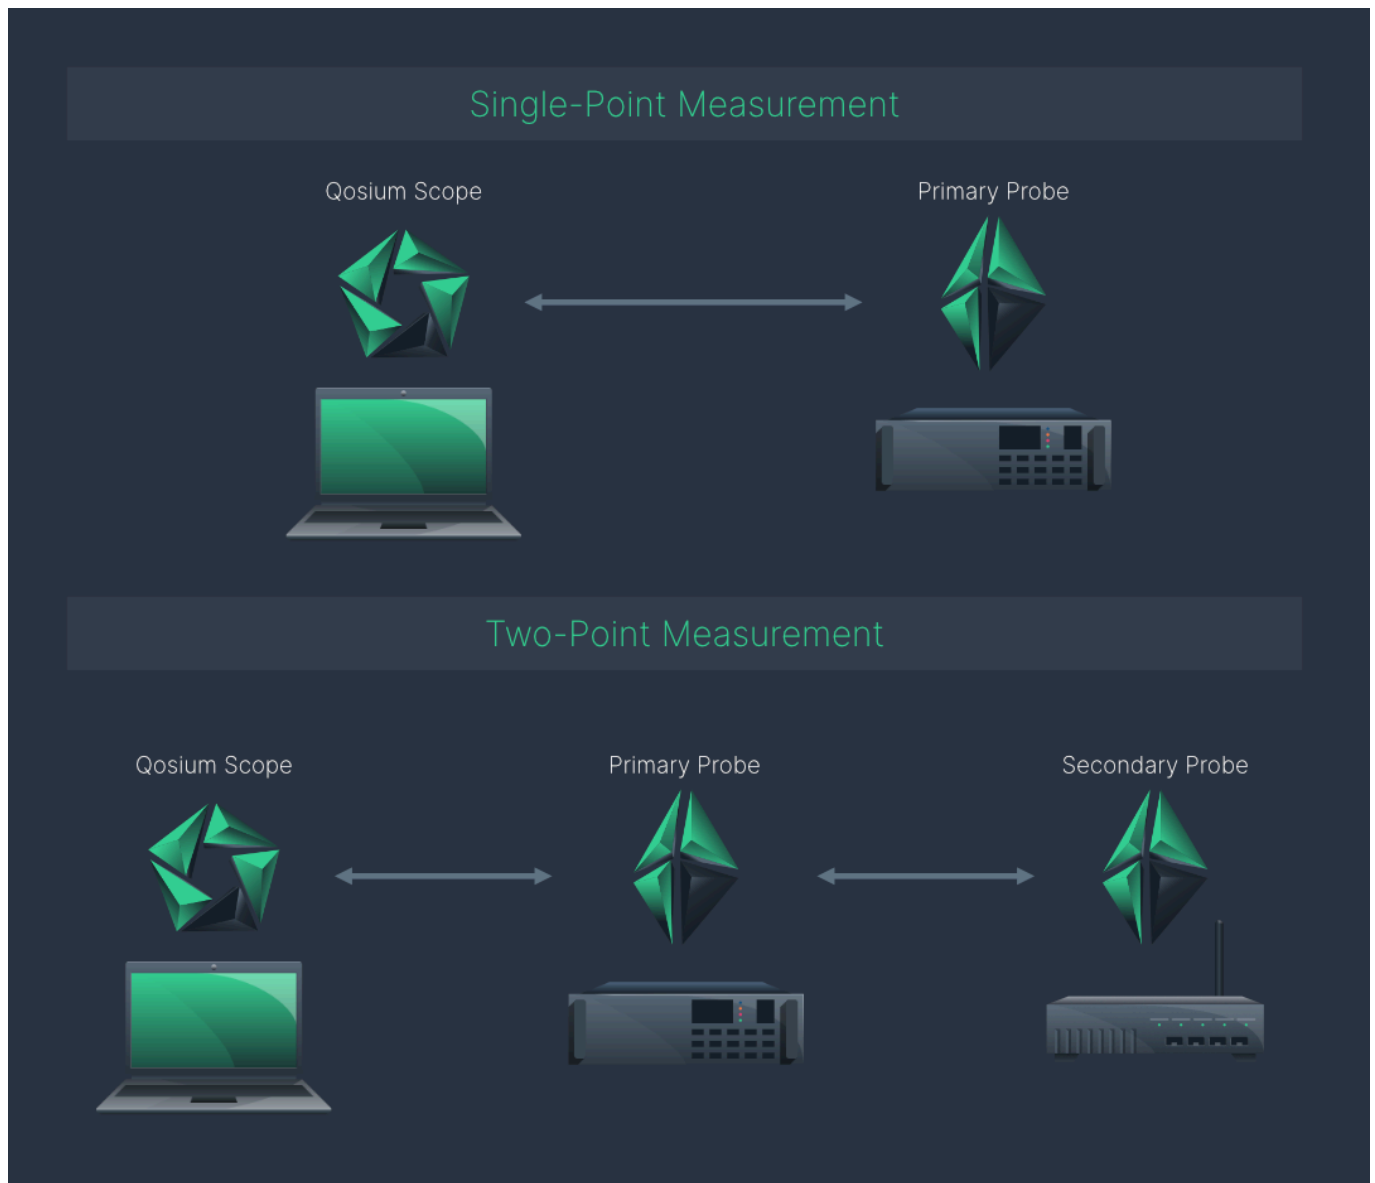 Single-Point Measurement
Qosium Scope
Primary Probe
Two-Point Measurement
Qosium Scope
Primary Probe
Secondary Probe